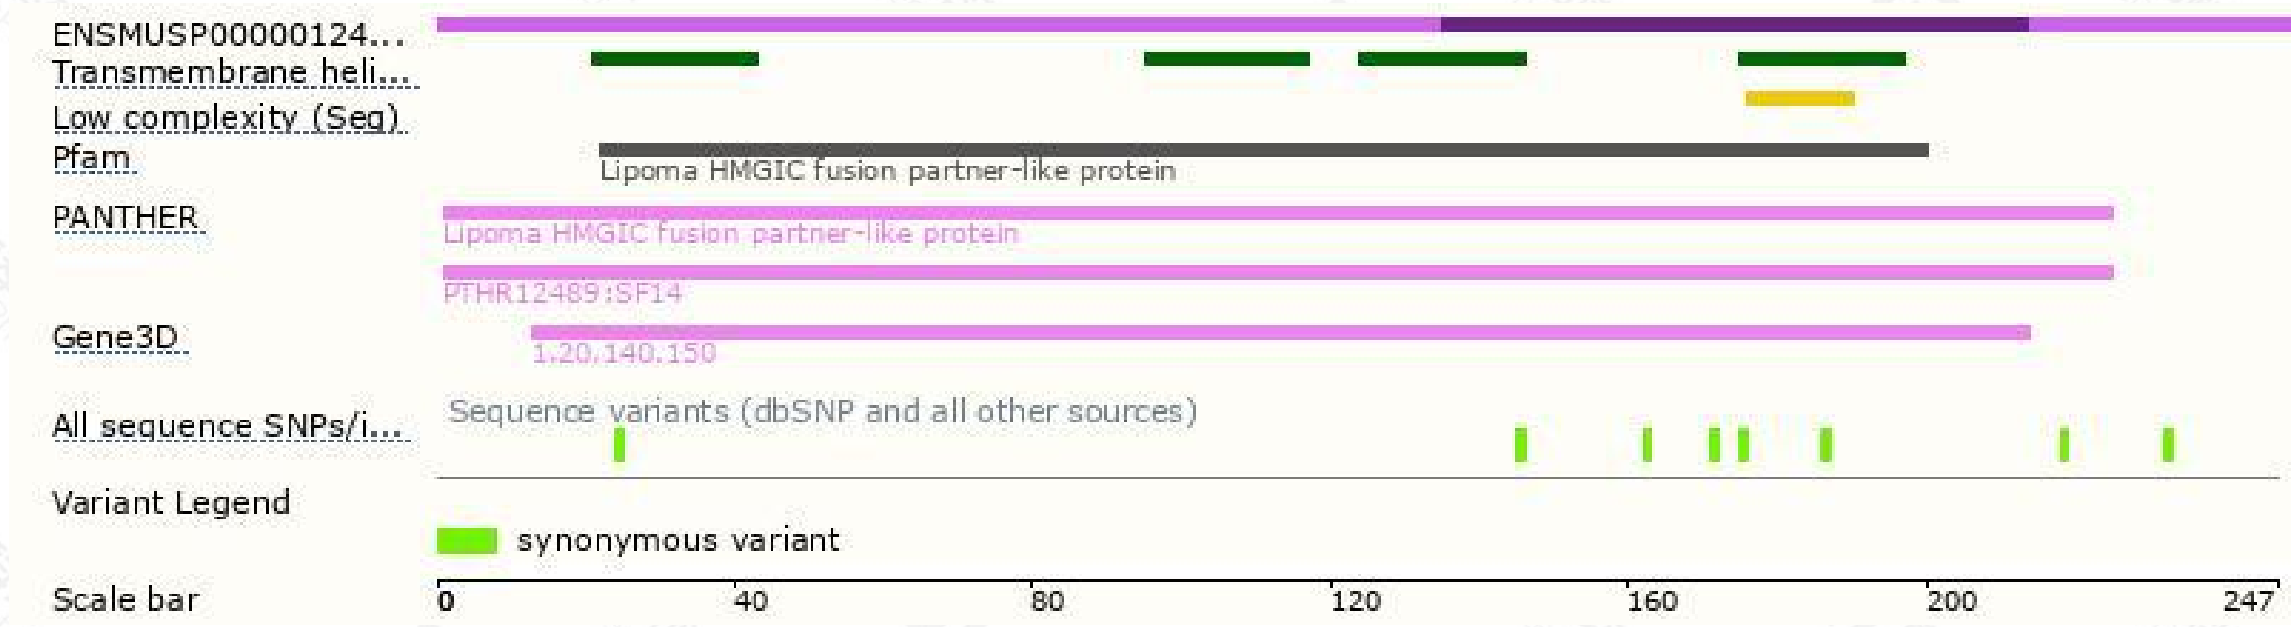 ENSMUSP00000124...
Transmembrane heli...
Low complexity (Seg)
Pfam
Lipoma HMGIC fusion partner-like protein
PANTHER
Lipoma HMGIC fusion partner-like protein
PTHR12489:SF14
Gene3D
1.20.140.150
Sequence variants (dbSNP and all other sources)
All sequence SNPs/i...
Variant Legend
synonymous variant
Scale bar 0 40 80 120 160 200 247